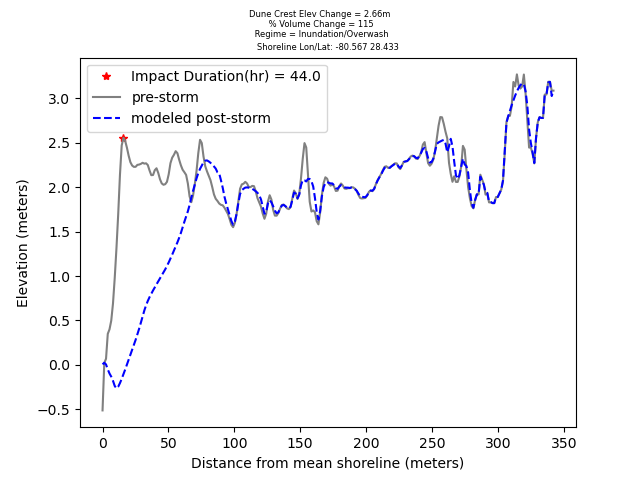 Dune Crest Elev Change = 2.66m
% Volume Change = 115
Regime = Inundation/Overwash
Shoreline Lon/Lat: -80.567 28.433
Impact Duration(hr) = 44.0
pre-storm
modeled post-storm
Elevation (meters)
3.0
2.5
2.0
1.5
1.0
0.5
0.0
−0.5
0 50 100 150 200 250 300 350
Distance from mean shoreline (meters)